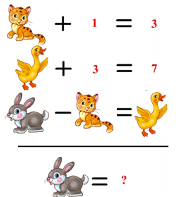 + 1 = 3
+ 3 = 7
- =
= ?